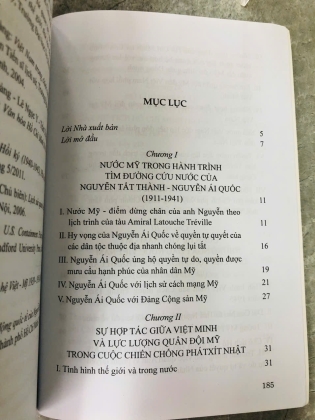 MỤC LỤC
Lời Nhà xuất bản 5
Lời mở đầu 7
Chương I
NƯỚC MỸ TRONG HÀNH TRÌNH
TÌM ĐƯỜNG CỨU NƯỚC CỦA
NGUYỄN TẤT THÀNH - NGUYỄN ÁI QUỐC
(1911-1941) 11
I. Nước Mỹ - điểm dừng chân của anh Nguyễn theo
lịch trình của tàu Amiral Latouche Tréville 11
II. Hy vọng của Nguyễn Ái Quốc về quyền tự quyết của
các dân tộc thuộc địa nhanh chóng lụi tắt 16
III. Nguyễn Ái Quốc ủng hộ quyền tự do, quyền được
mưu cầu hạnh phúc của nhân dân Mỹ 19
IV. Nguyễn Ái Quốc với lịch sử cách mạng Mỹ 21
V. Nguyễn Ái Quốc với Đảng Cộng sản Mỹ 27
Chương II
SỰ HỢP TÁC GIỮA VIỆT MINH
VÀ LỰC LƯỢNG QUÂN ĐỘI MỸ
TRONG CUỘC CHIẾN CHỐNG PHÁTXÍT NHẬT 31
I. Tình hình thế giới và trong nước 31
185